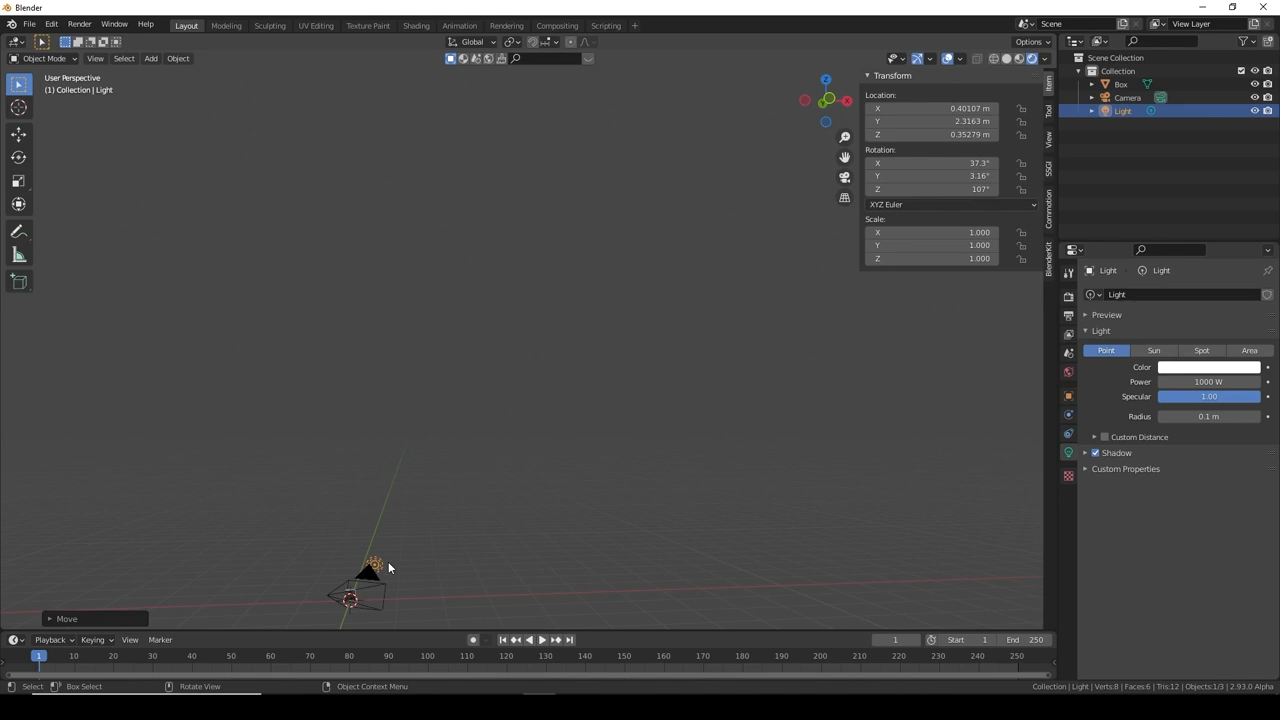 Blender
File Edit Render Window Help
Layout Modeling Sculpting UV Editing Texture Paint Shading Animation Rendering Compositing Scripting +
Scene
View Layer
Global
Options
Object Mode View Select Add Object
User Perspective
(1) Collection | Light
X
Z
Transform
Location:
X 0.40107 m
Y 2.3163 m
Z 0.35279 m
Rotation:
X 37.3°
Y 3.16°
Z 107°
XYZ Euler
Scale:
X 1.000
Y 1.000
Z 1.000
Item
Tool
View
SSGI
Commotion
BlenderKit
Scene Collection
Collection
Box
Camera
Light
Light Light
Light
Preview
Light
Point Sun Spot Area
Color
Power 1000 W
Specular 1.00
Radius 0.1 m
Custom Distance
Shadow
Custom Properties
Move
Playback Keying View Marker
1 Start 1 End 250
1 10 20 30 40 50 60 70 80 90 100 110 120 130 140 150 160 170 180 190 200 210 220 230 240 250
Select Box Select Rotate View Object Context Menu
Collection | Light | Verts:8 | Faces:6 | Tris:12 | Objects:1/3 | 2.93.0 Alpha